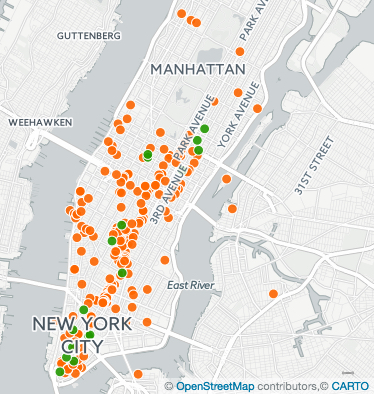 GUTTENBERG
PARK AVENUE
MANHATTAN
WEEHAWKEN
PARK AVENUE
YORK AVENUE
31ST STREET
3RD AVENUE
East River
NEW YORK
CITY
© OpenStreetMap contributors,© CARTO